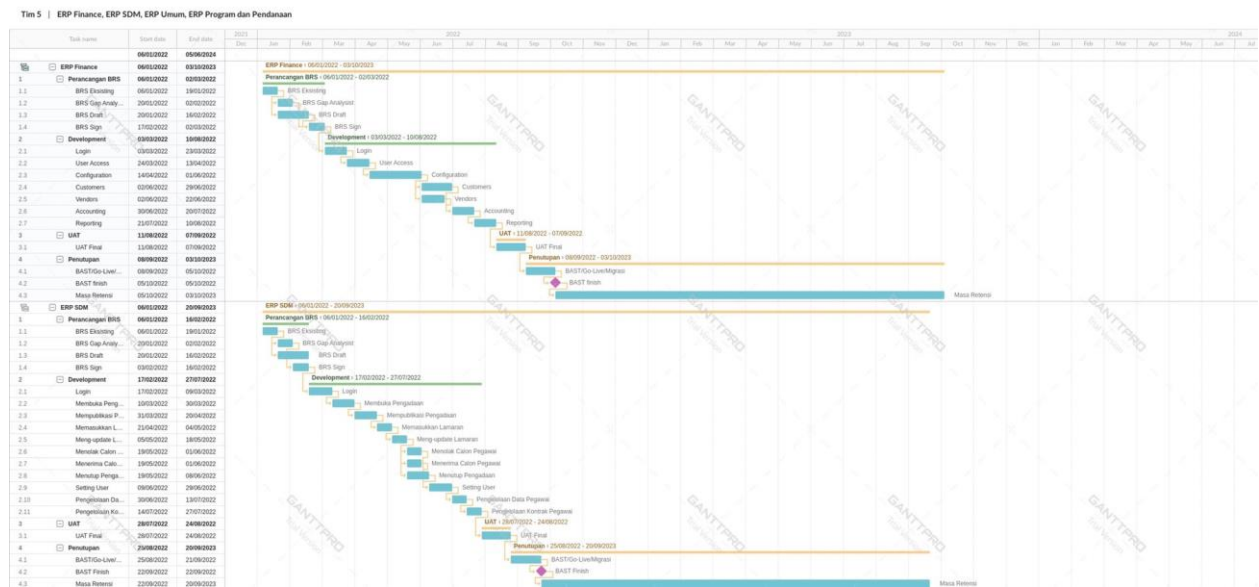 Tim 5 | ERP Finance, ERP SDM, ERP Umum, ERP Program dan Pendanaan
2021 2022 2023 2024
Task name Start date End date Dec Jan Feb Mar Apr May Jun Jul Aug Sep Oct Nov Dec Jan Feb Mar Apr May Jun Jul Aug Sep Oct Nov Dec Jan Feb Mar Apr May Jun Jul
06/01/2022 05/06/2024
ERP Finance 06/01/2022 03/10/2023 ERP Finance • 06/01/2022 - 03/10/2023
1 Perancangan BRS 06/01/2022 02/03/2022 Perancangan BRS • 06/01/2022 - 02/03/2022
1.1 BRS Eksisting 06/01/2022 19/01/2022 BRS Eksisting
1.2 BRS Gap Analy... 20/01/2022 02/02/2022 BRS Gap Analysist
1.3 BRS Draft 20/01/2022 16/02/2022 BRS Draft
1.4 BRS Sign 17/02/2022 02/03/2022 BRS Sign
2 Development 03/03/2022 10/08/2022 Development • 03/03/2022 - 10/08/2022
2.1 Login 03/03/2022 23/03/2022 Login
2.2 User Access 24/03/2022 13/04/2022 User Access
2.3 Configuration 14/04/2022 01/06/2022 Configuration
2.4 Customers 02/06/2022 29/06/2022 Customers
2.5 Vendors 02/06/2022 22/06/2022 Vendors
2.6 Accounting 30/06/2022 20/07/2022 Accounting
2.7 Reporting 21/07/2022 10/08/2022 Reporting
3 UAT 11/08/2022 07/09/2022 UAT • 11/08/2022 - 07/09/2022
3.1 UAT Final 11/08/2022 07/09/2022 UAT Final
4 Penutupan 08/09/2022 03/10/2023 Penutupan • 08/09/2022 - 03/10/2023
4.1 BAST/Go-Live/... 08/09/2022 05/10/2022 BAST/Go-Live/Migrasi
4.2 BAST finish 05/10/2022 05/10/2022 BAST finish
4.3 Masa Retensi 05/10/2022 03/10/2023 Masa Retensi
ERP SDM 06/01/2022 20/09/2023 ERP SDM • 06/01/2022 - 20/09/2023
1 Perancangan BRS 06/01/2022 16/02/2022 Perancangan BRS • 06/01/2022 - 16/02/2022
1.1 BRS Eksisting 06/01/2022 19/01/2022 BRS Eksisting
1.2 BRS Gap Analy... 20/01/2022 02/02/2022 BRS Gap Analysist
1.3 BRS Draft 20/01/2022 16/02/2022 BRS Draft
1.4 BRS Sign 03/02/2022 16/02/2022 BRS Sign
2 Development 17/02/2022 27/07/2022 Development • 17/02/2022 - 27/07/2022
2.1 Login 17/02/2022 09/03/2022 Login
2.2 Membuka Peng... 10/03/2022 30/03/2022 Membuka Pengadaan
2.3 Mempublikasi P... 31/03/2022 20/04/2022 Mempublikasi Pengadaan
2.4 Memasukkan L... 21/04/2022 04/05/2022 Memasukkan Lamaran
2.5 Meng-update L... 05/05/2022 18/05/2022 Meng-update Lamaran
2.6 Menolak Calon ... 19/05/2022 01/06/2022 Menolak Calon Pegawai
2.7 Menerima Calo... 19/05/2022 01/06/2022 Menerima Calon Pegawai
2.8 Menutup Penga... 19/05/2022 08/06/2022 Menutup Pengadaan
2.9 Setting User 09/06/2022 29/06/2022 Setting User
2.10 Pengelolaan Da... 30/06/2022 13/07/2022 Pengelolaan Data Pegawai
2.11 Pengelolaan Ko... 14/07/2022 27/07/2022 Pengelolaan Kontrak Pegawai
3 UAT 28/07/2022 24/08/2022 UAT • 28/07/2022 - 24/08/2022
3.1 UAT Final 28/07/2022 24/08/2022 UAT Final
4 Penutupan 25/08/2022 20/09/2023 Penutupan • 25/08/2022 - 20/09/2023
4.1 BAST/Go-Live/... 25/08/2022 21/09/2022 BAST/Go-Live/Migrasi
4.2 BAST Finish 22/09/2022 22/09/2022 BAST Finish
4.3 Masa Retensi 22/09/2022 20/09/2023 Masa Retensi
GANTTPRO
Trial Version
GANTTPRO
Trial Version
GANTTPRO
Trial Version
GANTTPRO
Trial Version
GANTTPRO
Trial Version
GANTTPRO
Trial Version
GANTTPRO
Trial Version
GANTTPRO
Trial Version
GANTTPRO
Trial Version